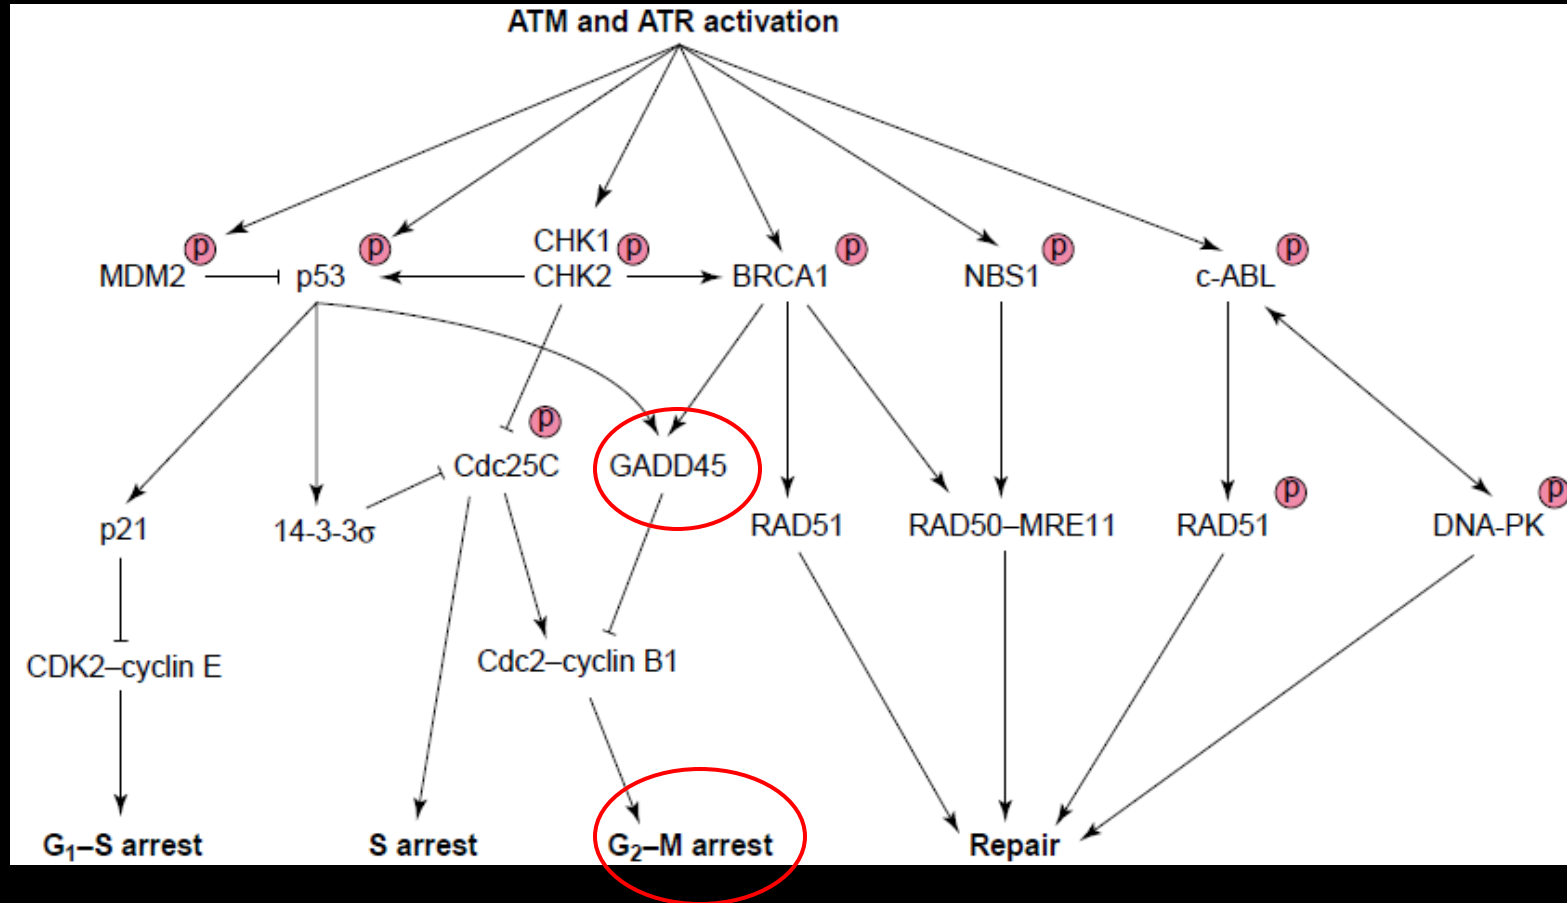 ATM and ATR activation
CHK1 p
MDM2 p p53 p CHK2 BRCA1 p NBS1 p c-ABL p
p
Cdc25C GADD45
p p
p21 14-3-3σ RAD51 RAD50–MRE11 RAD51 DNA-PK
CDK2–cyclin E Cdc2–cyclin B1
G₁–S arrest S arrest G₂–M arrest Repair